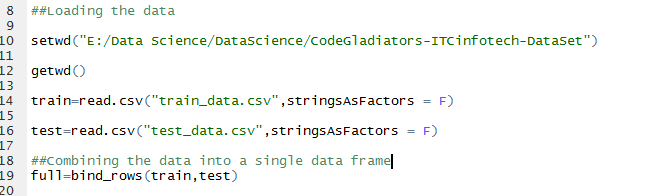 8 ##Loading the data
9
10 setwd("E:/Data Science/DataScience/CodeGladiators-ITCinfotech-DataSet")
11
12 getwd()
13
14 train=read.csv("train_data.csv",stringsAsFactors = F)
15
16 test=read.csv("test_data.csv",stringsAsFactors = F)
17
18 ##Combining the data into a single data frame
19 full=bind_rows(train,test)
20